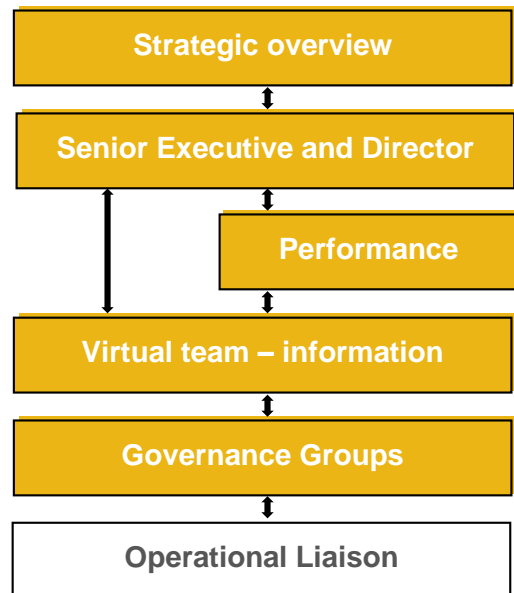 Strategic overview
Senior Executive and Director
Performance
Virtual team – information
Governance Groups
Operational Liaison